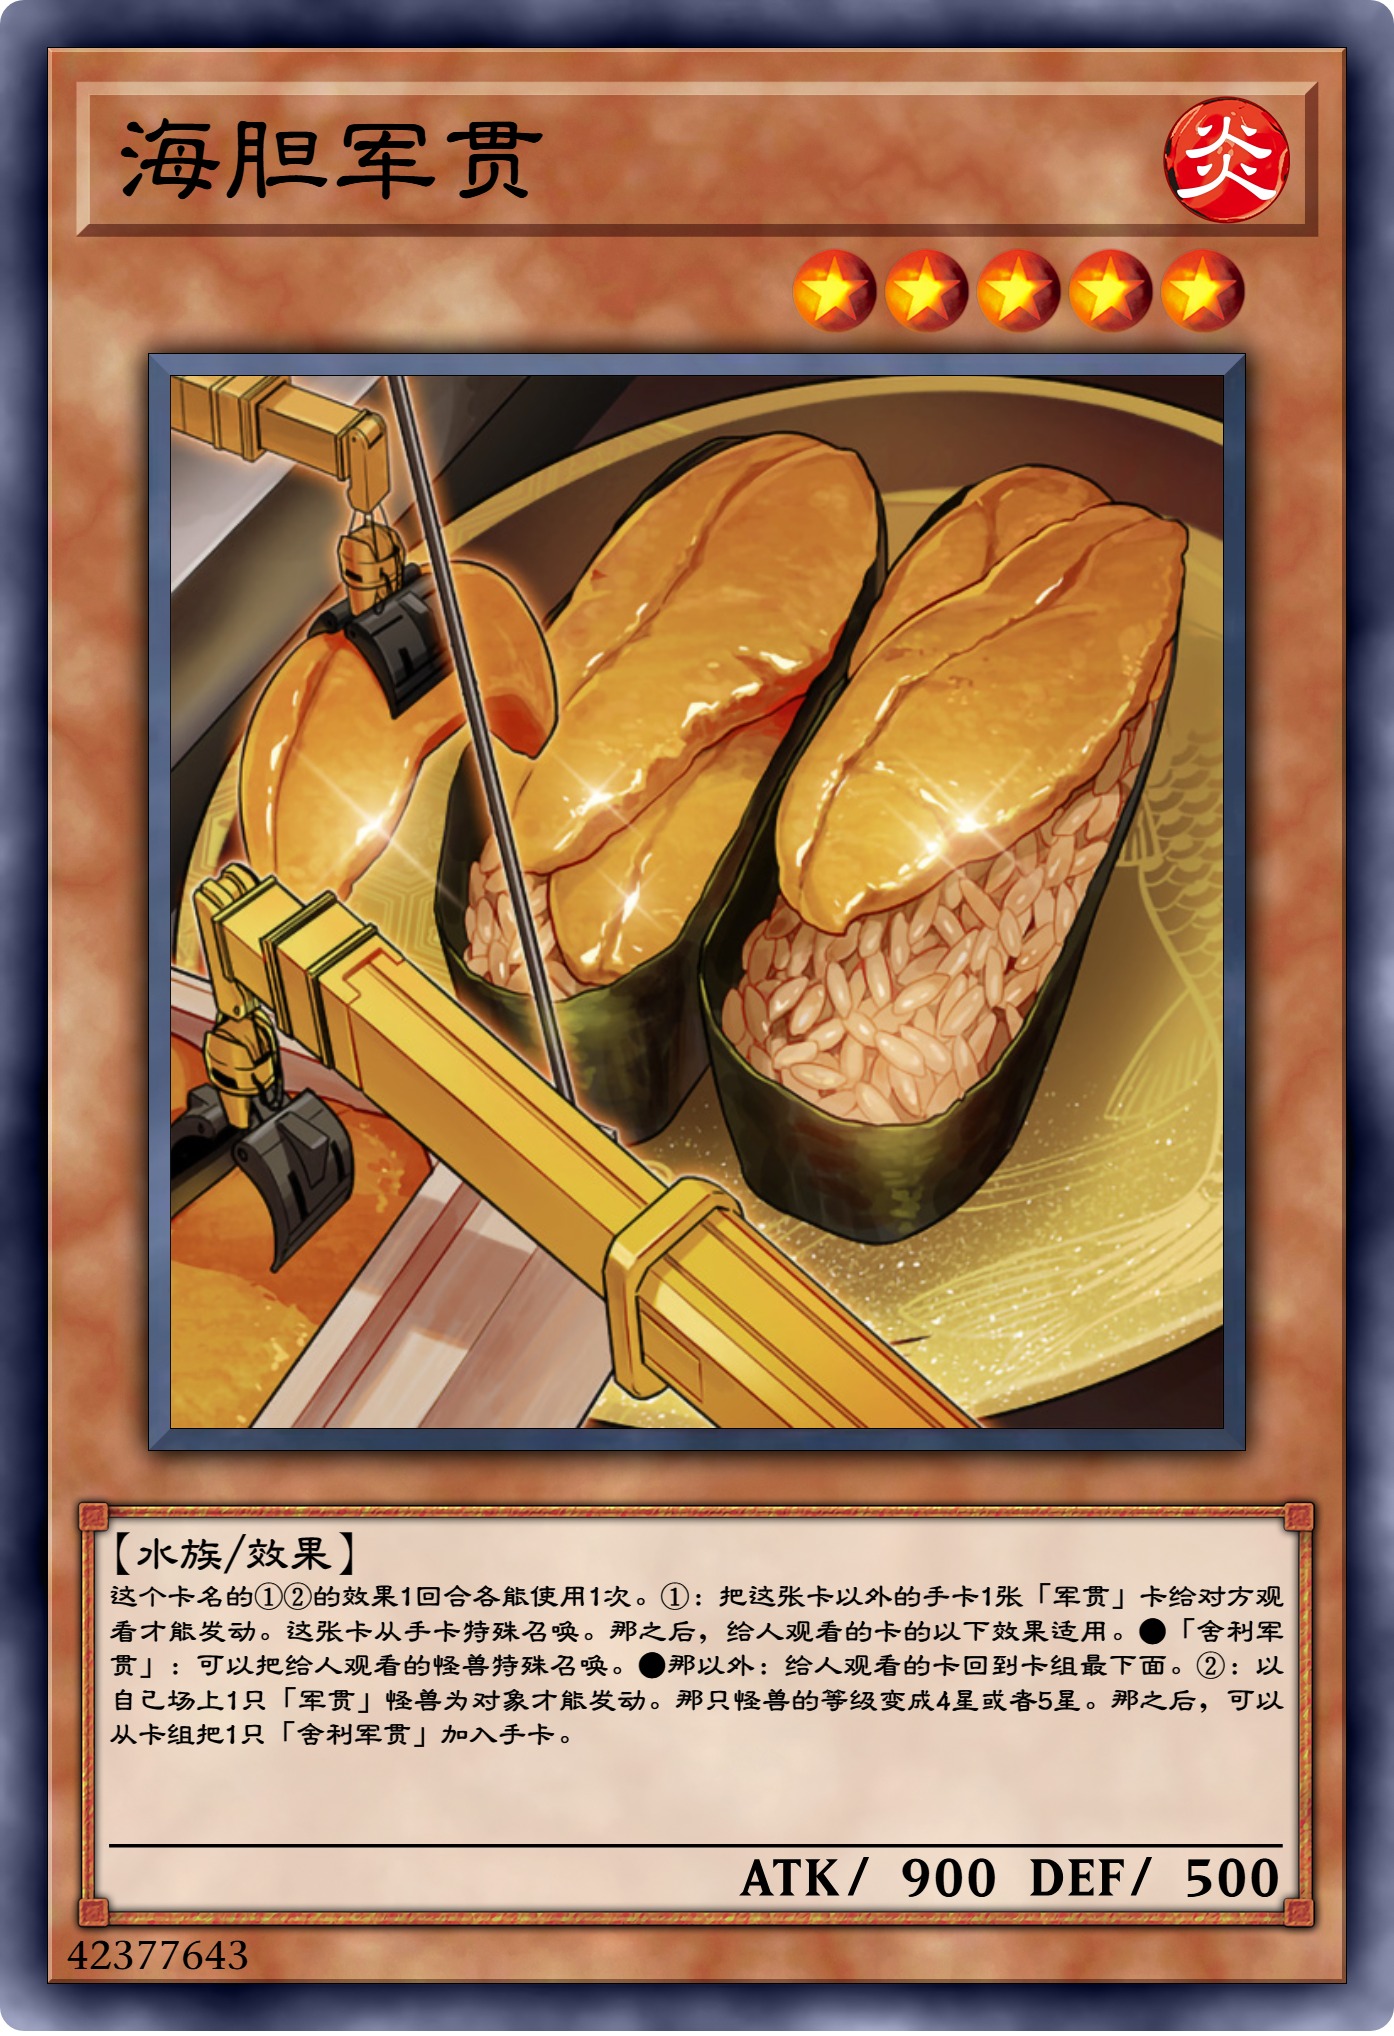 海胆军贯
炎
【水族/效果】
这个卡名的①②的效果1回合各能使用1次。①：把这张卡以外的手卡1张「军贯」卡给对方观
看才能发动。这张卡从手卡特殊召唤。那之后，给人观看的卡的以下效果适用。●「舍利军
贯」：可以把给人观看的怪兽特殊召唤。●那以外：给人观看的卡回到卡组最下面。②：以
自己场上1只「军贯」怪兽为对象才能发动。那只怪兽的等级变成4星或者5星。那之后，可以
从卡组把1只「舍利军贯」加入手卡。
ATK/ 900 DEF/ 500
42377643